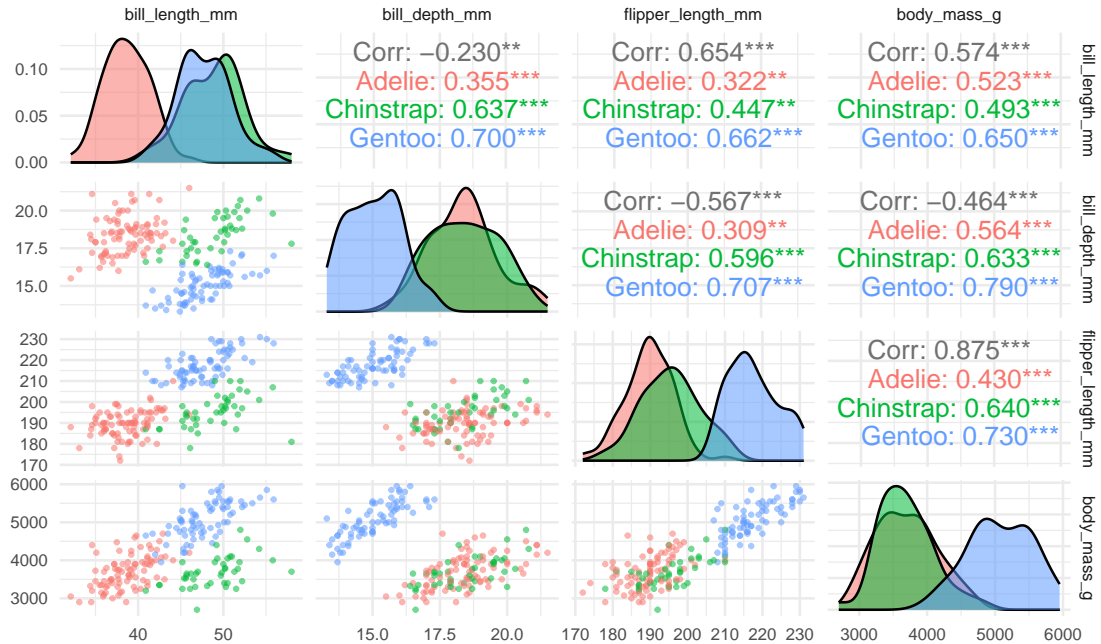 bill_length_mm
bill_depth_mm
flipper_length_mm
body_mass_g
0.10
0.05
0.00
Corr: −0.230**
Adelie: 0.355***
Chinstrap: 0.637***
Gentoo: 0.700***
Corr: 0.654***
Adelie: 0.322**
Chinstrap: 0.447**
Gentoo: 0.662***
Corr: 0.574***
Adelie: 0.523***
Chinstrap: 0.493***
Gentoo: 0.650***
bill_length_mm
20.0
17.5
15.0
Corr: −0.567***
Adelie: 0.309**
Chinstrap: 0.596***
Gentoo: 0.707***
Corr: −0.464***
Adelie: 0.564***
Chinstrap: 0.633***
Gentoo: 0.790***
bill_depth_mm
230
220
210
200
190
180
170
Corr: 0.875***
Adelie: 0.430***
Chinstrap: 0.640***
Gentoo: 0.730***
flipper_length_mm
6000
5000
4000
3000
body_mass_g
40 50
15.0 17.5 20.0
170 180 190 200 210 220 230
3000 4000 5000 6000